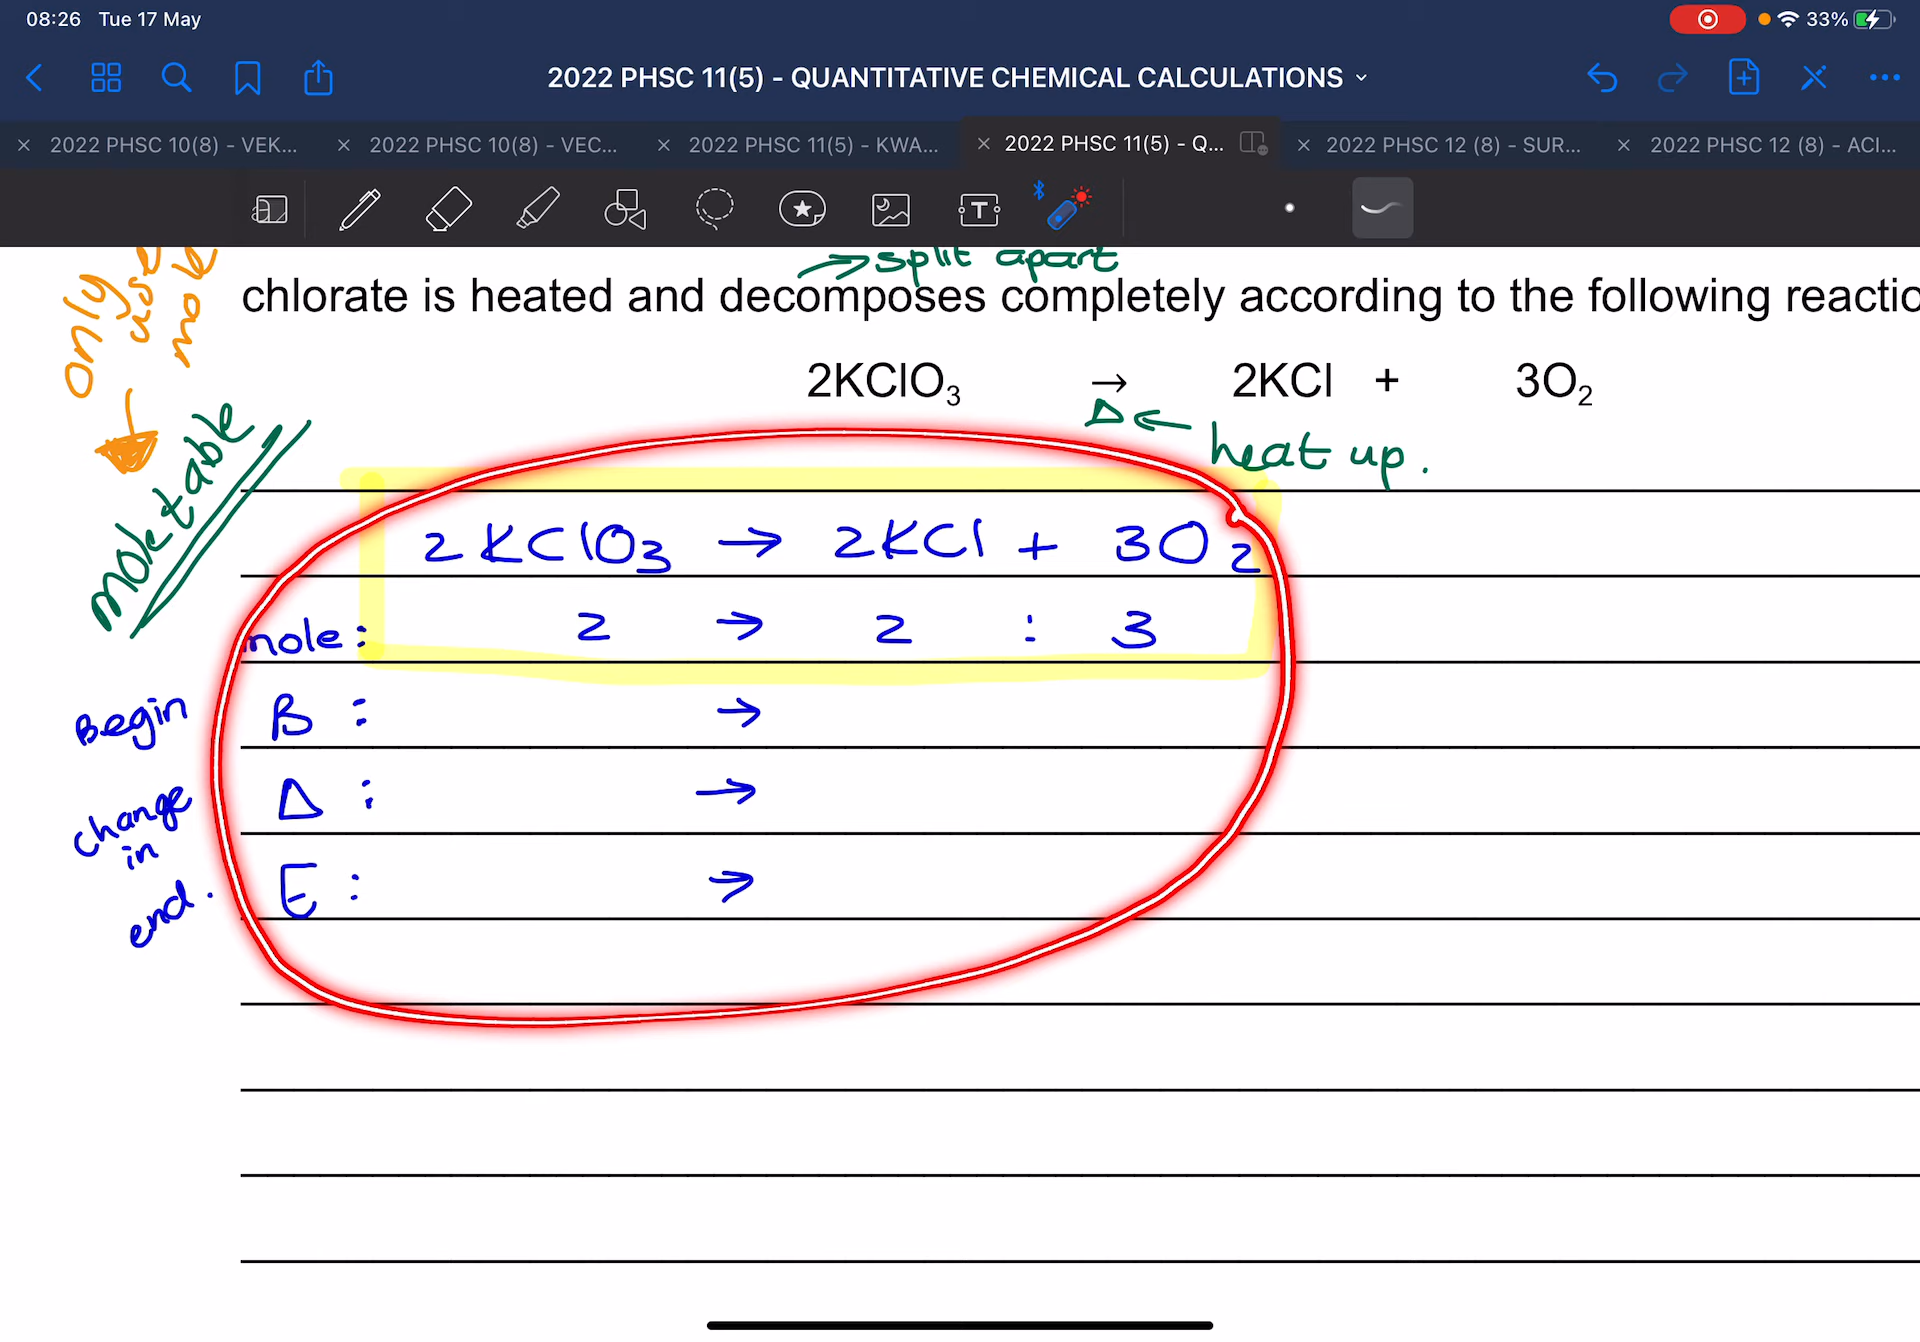 08:26 Tue 17 May
33%
2022 PHSC 11(5) - QUANTITATIVE CHEMICAL CALCULATIONS
2022 PHSC 10(8) - VEK...
2022 PHSC 10(8) - VEC...
2022 PHSC 11(5) - KWA...
2022 PHSC 11(5) - Q...
2022 PHSC 12 (8) - SUR...
2022 PHSC 12 (8) - ACI...
T
only use mole
→ split apart
chlorate is heated and decomposes completely according to the following reactio
2KClO₃ → 2KCl + 3O₂
Δ ← heat up.
mole table
2KClO₃ → 2KCl + 3O₂
mole: 2 → 2 : 3
Begin B : →
change in Δ : →
end. E : →